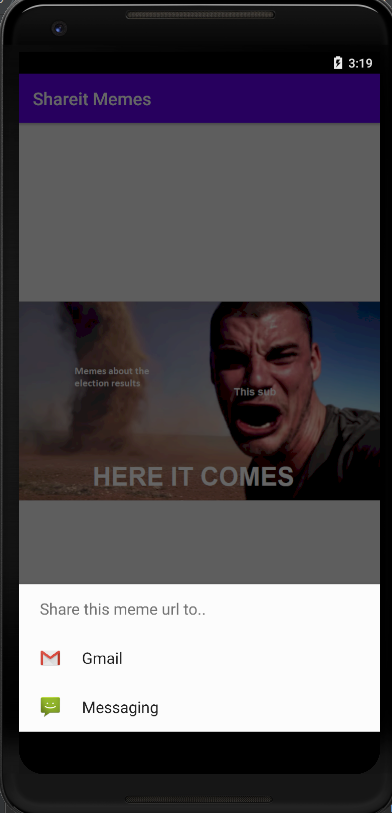 3:19
Shareit Memes
Memes about the
election results
This sub
HERE IT COMES
Share this meme url to..
Gmail
Messaging